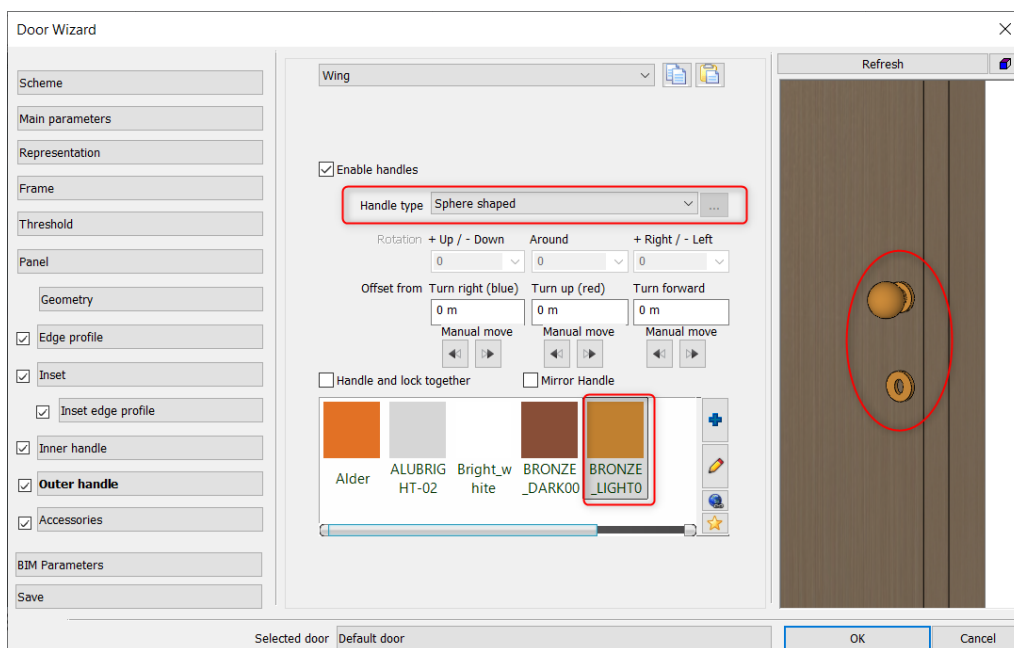 Door Wizard
Scheme
Main parameters
Representation
Frame
Threshold
Panel
Geometry
Edge profile
Inset
Inset edge profile
Inner handle
Outer handle
Accessories
BIM Parameters
Save
Wing
Enable handles
Handle type Sphere shaped ...
Rotation + Up / - Down Around + Right / - Left
0 0 0
Offset from Turn right (blue) Turn up (red) Turn forward
0 m 0 m 0 m
Manual move Manual move Manual move
Handle and lock together Mirror Handle
Alder
ALUBRIG
HT-02
Bright_w
hite
BRONZE
_DARK00
BRONZE
_LIGHT0
Refresh
Selected door Default door
OK Cancel